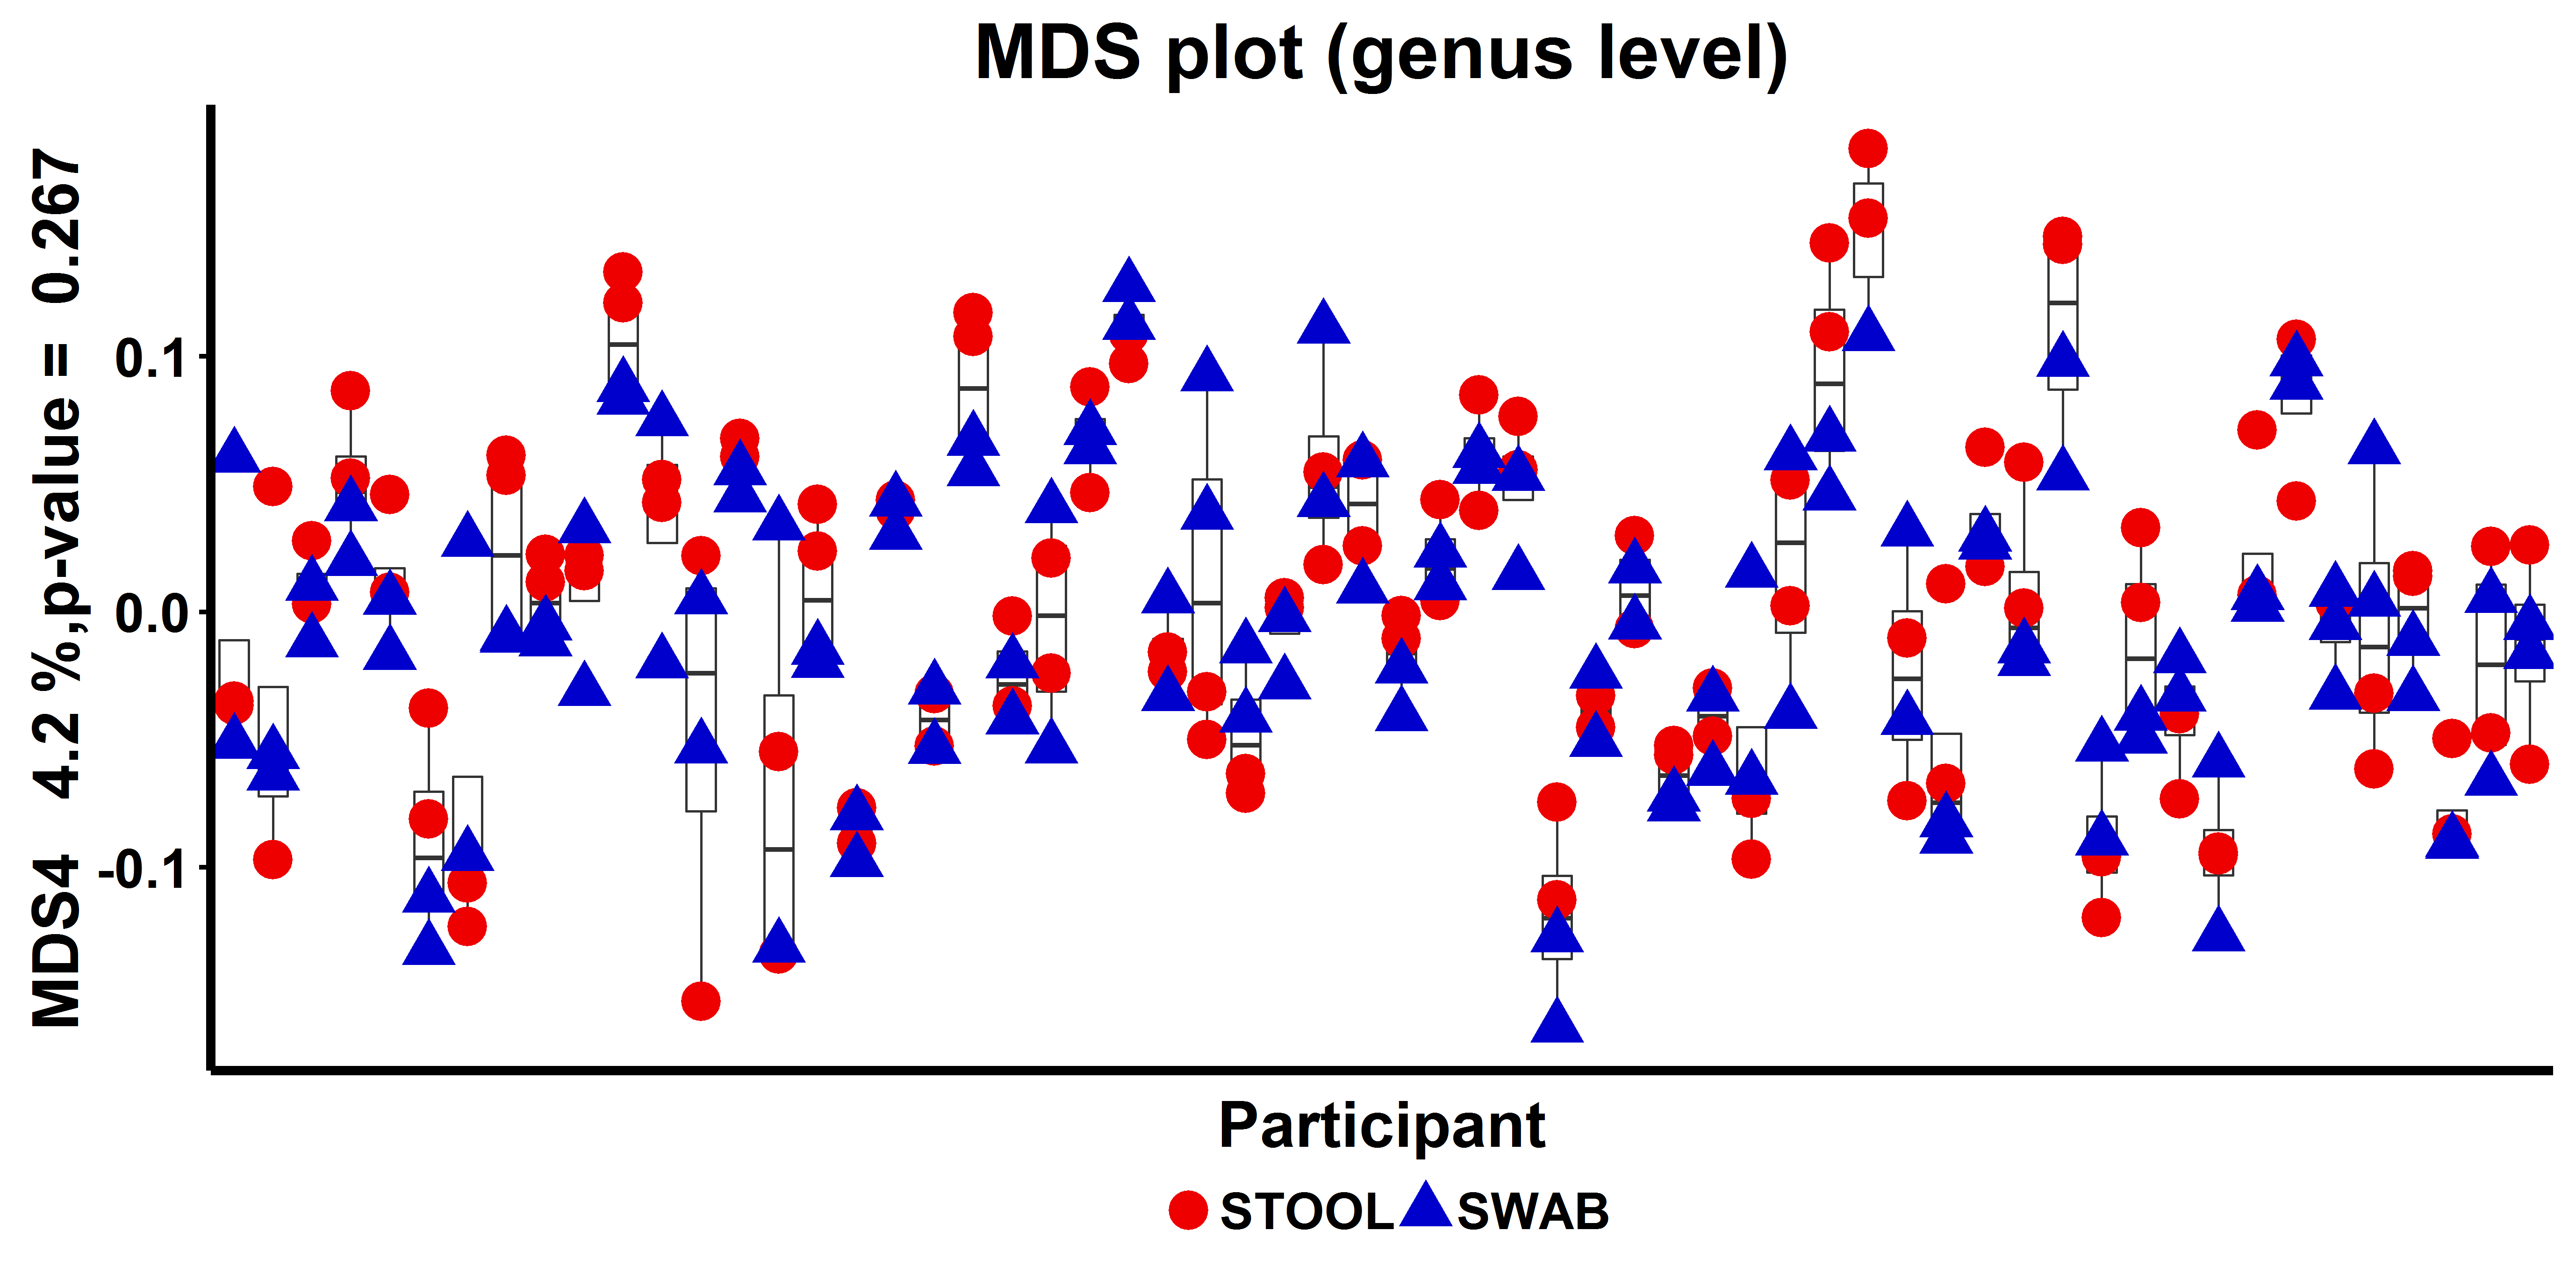 MDS plot (genus level)
MDS4 4.2 %,p-value = 0.267
0.1
0.0
-0.1
Participant
STOOL SWAB